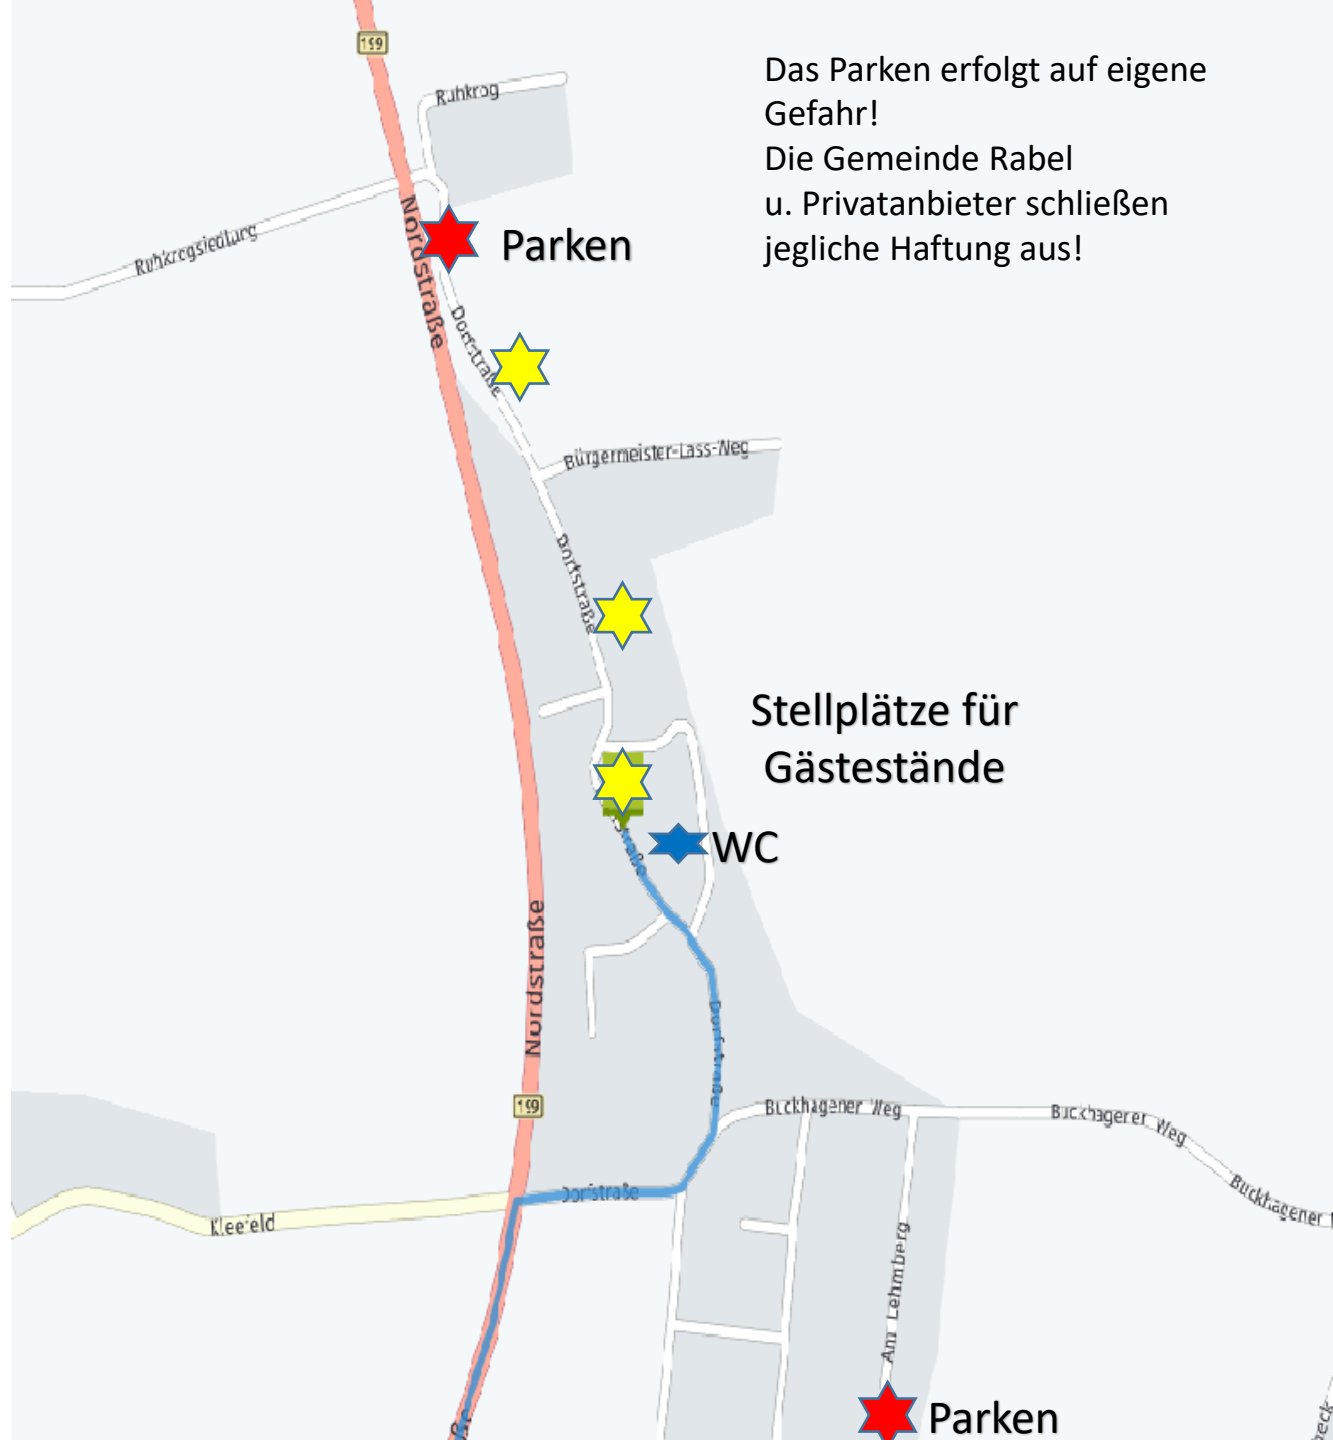 199
Ruhkrog
Das Parken erfolgt auf eigene
Gefahr!
Die Gemeinde Rabel
u. Privatanbieter schließen
jegliche Haftung aus!
Ruhkrogsiedlung
Nordstraße
Parken
Dorfstraße
Bürgermeister-Lass-Weg
Dorfstraße
Stellplätze für
Gästestände
WC
Nordstraße
Dorfstraße
199
Buckhagener Weg
Buckhagener Weg
Buckhagener
Dorfstraße
Kleefeld
Am Lehmberg
Parken